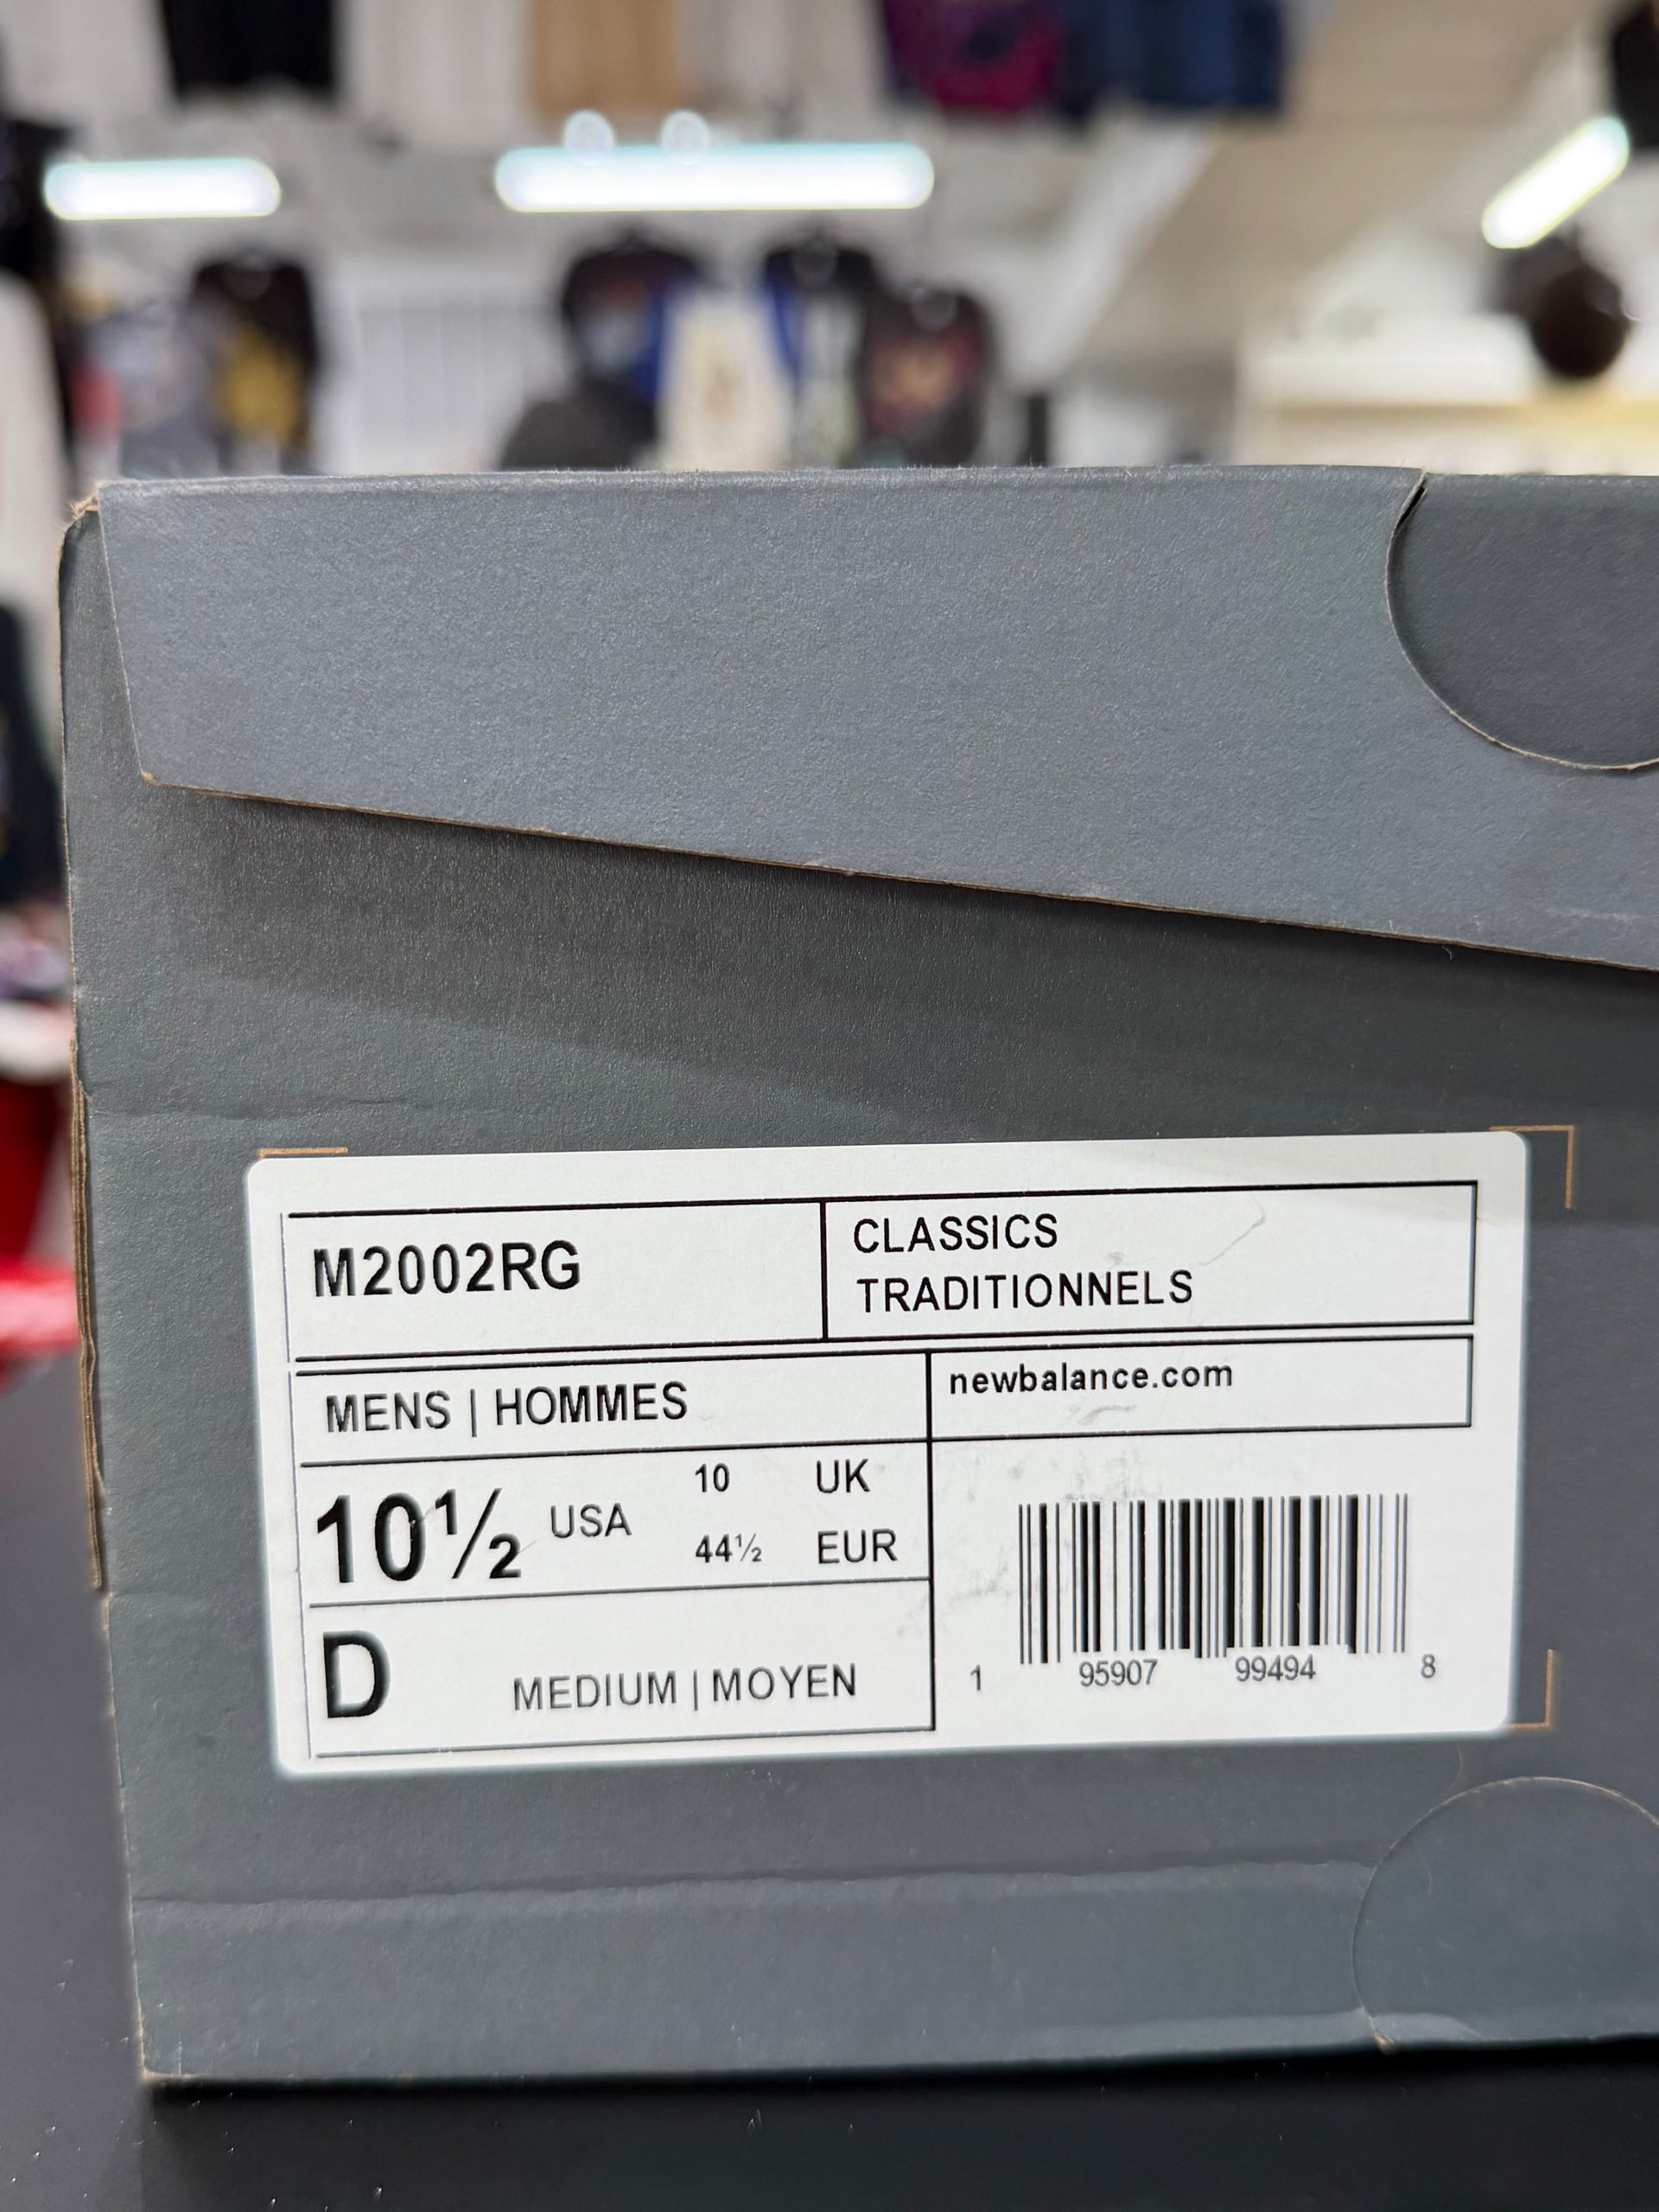 M2002RG
CLASSICS
TRADITIONNELS
MENS | HOMMES
newbalance.com
10½ USA
10 UK
44½ EUR
D MEDIUM | MOYEN
1 95907 99494 8